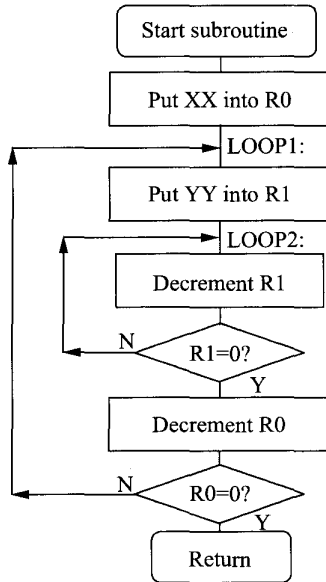 Start subroutine
Put XX into R0
LOOP1:
Put YY into R1
LOOP2:
Decrement R1
N
R1=0?
Y
Decrement R0
N
R0=0?
Y
Return